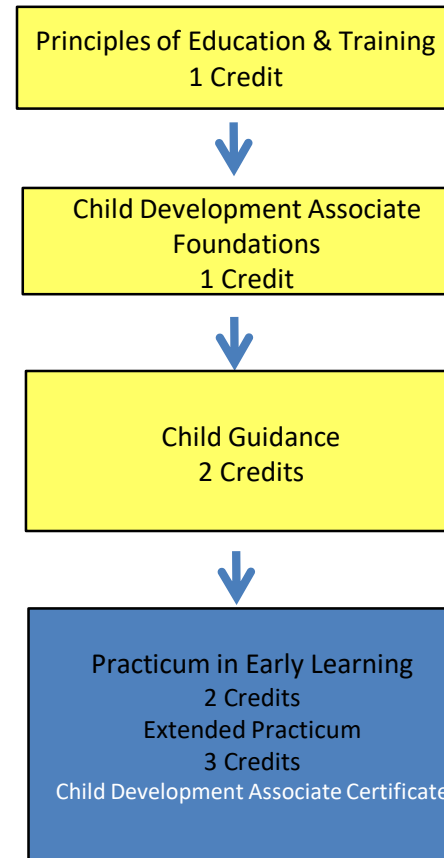 Principles of Education & Training
1 Credit
Child Development Associate
Foundations
1 Credit
Child Guidance
2 Credits
Practicum in Early Learning
2 Credits
Extended Practicum
3 Credits
Child Development Associate Certificate